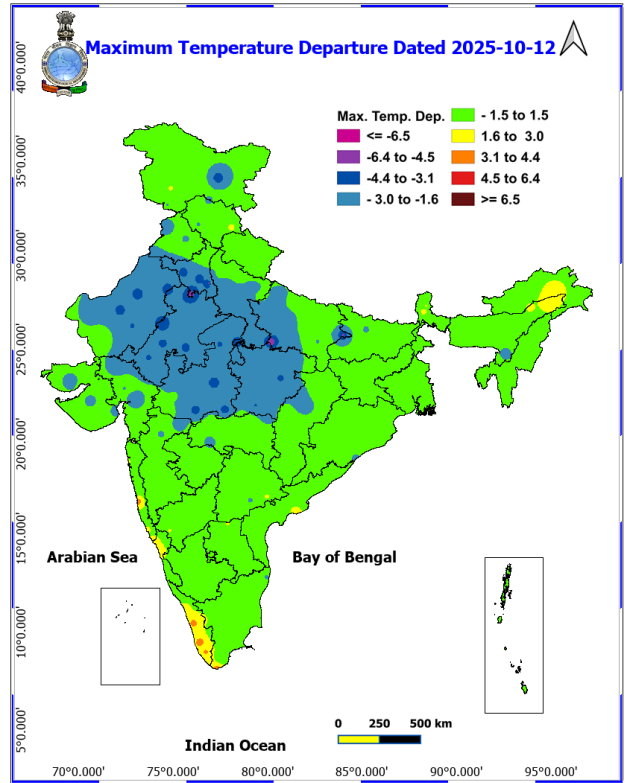 Maximum Temperature Departure Dated 2025-10-12
Max. Temp. Dep.
<= -6.5
-6.4 to -4.5
-4.4 to -3.1
- 3.0 to -1.6
- 1.5 to 1.5
1.6 to 3.0
3.1 to 4.4
4.5 to 6.4
>= 6.5
40°0.000'
35°0.000'
30°0.000'
25°0.000'
20°0.000'
15°0.000'
10°0.000'
5°0.000'
Arabian Sea
Bay of Bengal
Indian Ocean
0 250 500 km
70°0.000' 75°0.000' 80°0.000' 85°0.000' 90°0.000' 95°0.000'